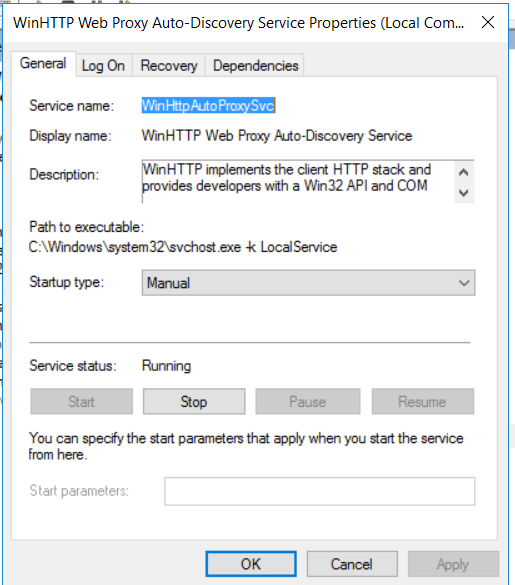 WinHTTP Web Proxy Auto-Discovery Service Properties (Local Com...
General Log On Recovery Dependencies
Service name: WinHttpAutoProxySvc
Display name: WinHTTP Web Proxy Auto-Discovery Service
Description: WinHTTP implements the client HTTP stack and
provides developers with a Win32 API and COM
Path to executable:
C:\Windows\system32\svchost.exe -k LocalService
Startup type: Manual
Service status: Running
Start Stop Pause Resume
You can specify the start parameters that apply when you start the service
from here.
Start parameters:
OK Cancel Apply